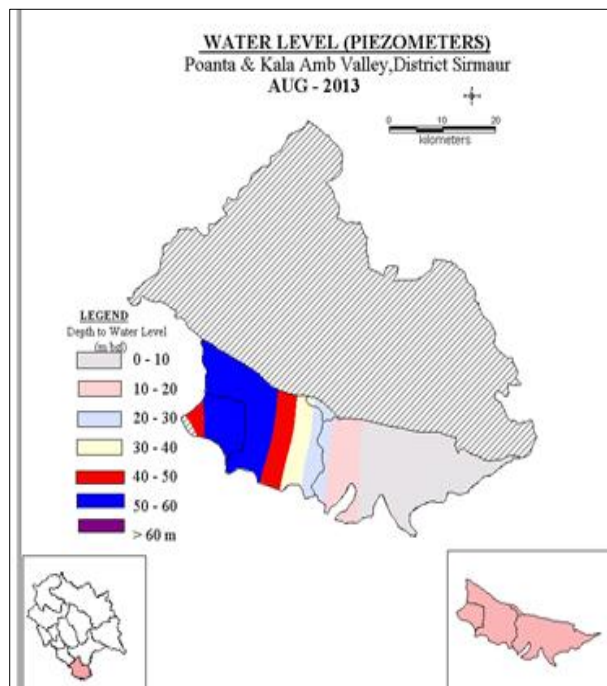 WATER LEVEL (PIEZOMETERS)
Poanta & Kala Amb Valley,District Sirmaur
AUG - 2013
0 10 20
kilometers
LEGEND
Depth to Water Level
(m bgl)
0 - 10
10 - 20
20 - 30
30 - 40
40 - 50
50 - 60
> 60 m